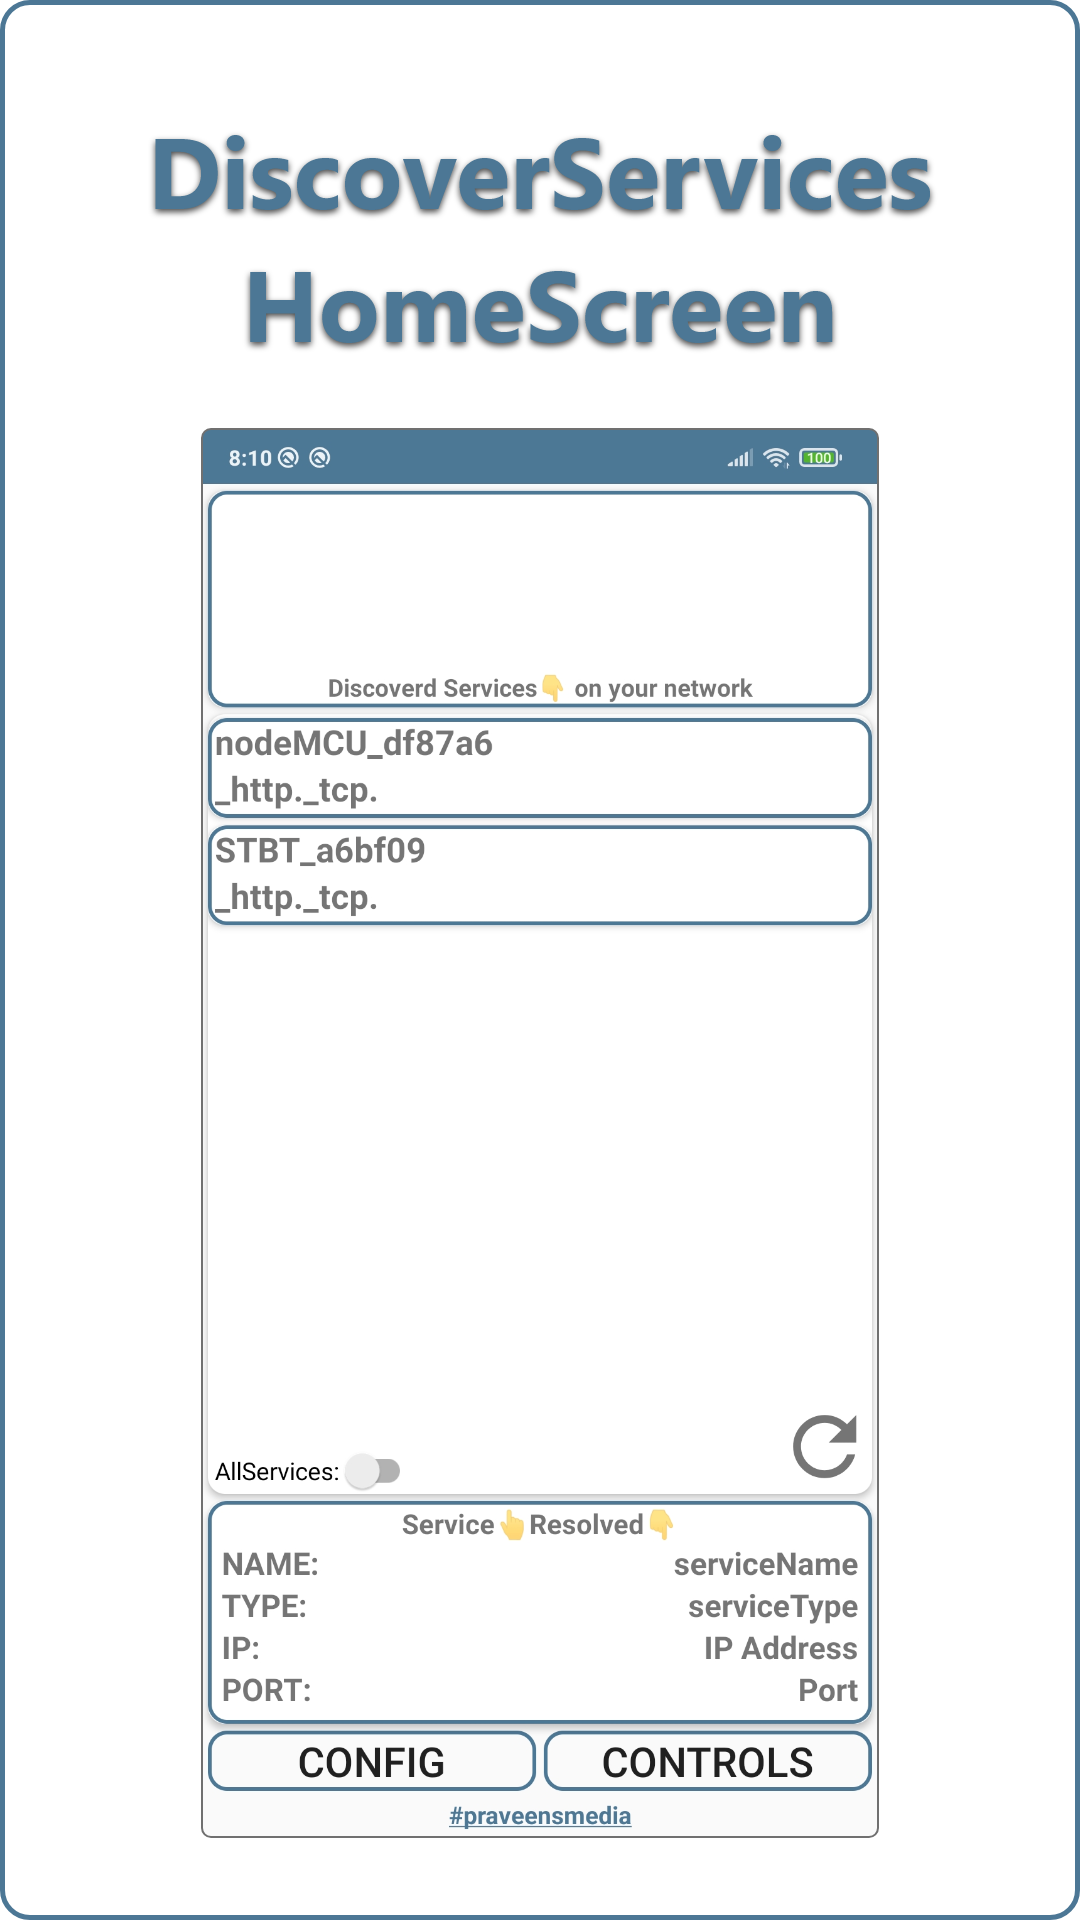 DiscoverServices
HomeScreen
8:10 100
Discoverd Services👇 on your network
nodeMCU_df87a6
_http._tcp.
STBT_a6bf09
_http._tcp.
AllServices:
Service👆Resolved👇
NAME: serviceName
TYPE: serviceType
IP: IP Address
PORT: Port
CONFIG CONTROLS
#praveensmedia